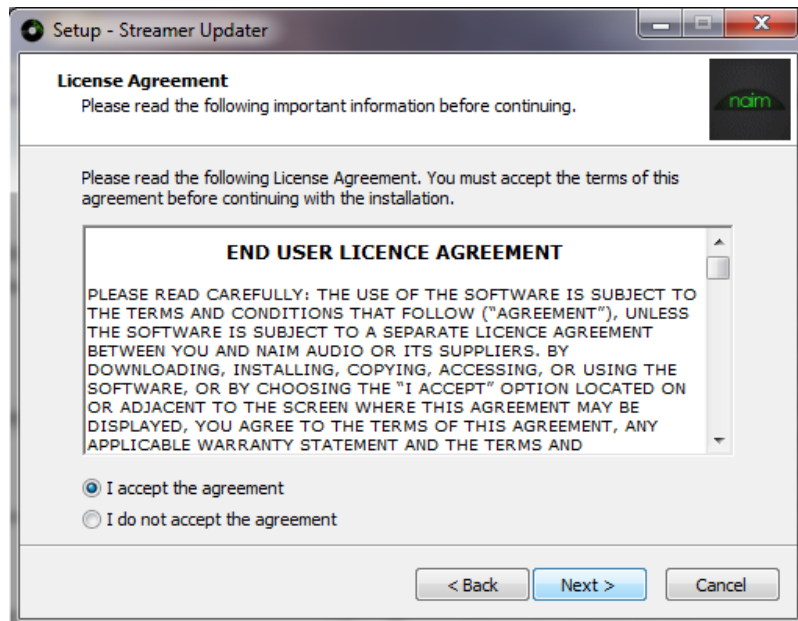 Setup - Streamer Updater
License Agreement
Please read the following important information before continuing.
naim
Please read the following License Agreement. You must accept the terms of this
agreement before continuing with the installation.
END USER LICENCE AGREEMENT
PLEASE READ CAREFULLY: THE USE OF THE SOFTWARE IS SUBJECT TO
THE TERMS AND CONDITIONS THAT FOLLOW (“AGREEMENT”), UNLESS
THE SOFTWARE IS SUBJECT TO A SEPARATE LICENCE AGREEMENT
BETWEEN YOU AND NAIM AUDIO OR ITS SUPPLIERS. BY
DOWNLOADING, INSTALLING, COPYING, ACCESSING, OR USING THE
SOFTWARE, OR BY CHOOSING THE “I ACCEPT” OPTION LOCATED ON
OR ADJACENT TO THE SCREEN WHERE THIS AGREEMENT MAY BE
DISPLAYED, YOU AGREE TO THE TERMS OF THIS AGREEMENT, ANY
APPLICABLE WARRANTY STATEMENT AND THE TERMS AND
I accept the agreement
I do not accept the agreement
< Back Next > Cancel